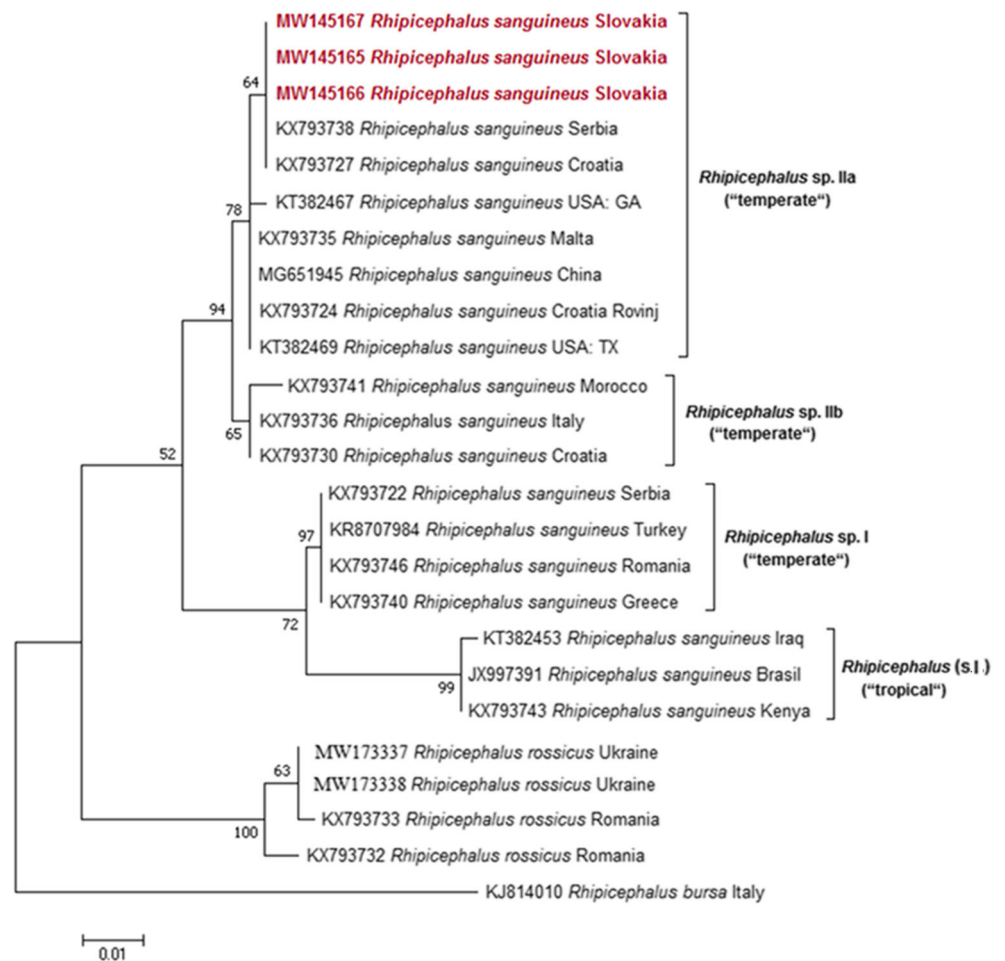 MW145167 Rhipicephalus sanguineus Slovakia
MW145165 Rhipicephalus sanguineus Slovakia
64
MW145166 Rhipicephalus sanguineus Slovakia
KX793738 Rhipicephalus sanguineus Serbia
KX793727 Rhipicephalus sanguineus Croatia
Rhipicephalus sp. IIa
(“temperate“)
KT382467 Rhipicephalus sanguineus USA: GA
78
KX793735 Rhipicephalus sanguineus Malta
MG651945 Rhipicephalus sanguineus China
94
KX793724 Rhipicephalus sanguineus Croatia Rovinj
KT382469 Rhipicephalus sanguineus USA: TX
KX793741 Rhipicephalus sanguineus Morocco
KX793736 Rhipicephalus sanguineus Italy
65
KX793730 Rhipicephalus sanguineus Croatia
Rhipicephalus sp. IIb
(“temperate“)
52
KX793722 Rhipicephalus sanguineus Serbia
97
KR8707984 Rhipicephalus sanguineus Turkey
KX793746 Rhipicephalus sanguineus Romania
KX793740 Rhipicephalus sanguineus Greece
Rhipicephalus sp. I
(“temperate“)
72
KT382453 Rhipicephalus sanguineus Iraq
JX997391 Rhipicephalus sanguineus Brasil
99
KX793743 Rhipicephalus sanguineus Kenya
Rhipicephalus (s.l.)
(“tropical“)
MW173337 Rhipicephalus rossicus Ukraine
63
MW173338 Rhipicephalus rossicus Ukraine
KX793733 Rhipicephalus rossicus Romania
100
KX793732 Rhipicephalus rossicus Romania
KJ814010 Rhipicephalus bursa Italy
0.01